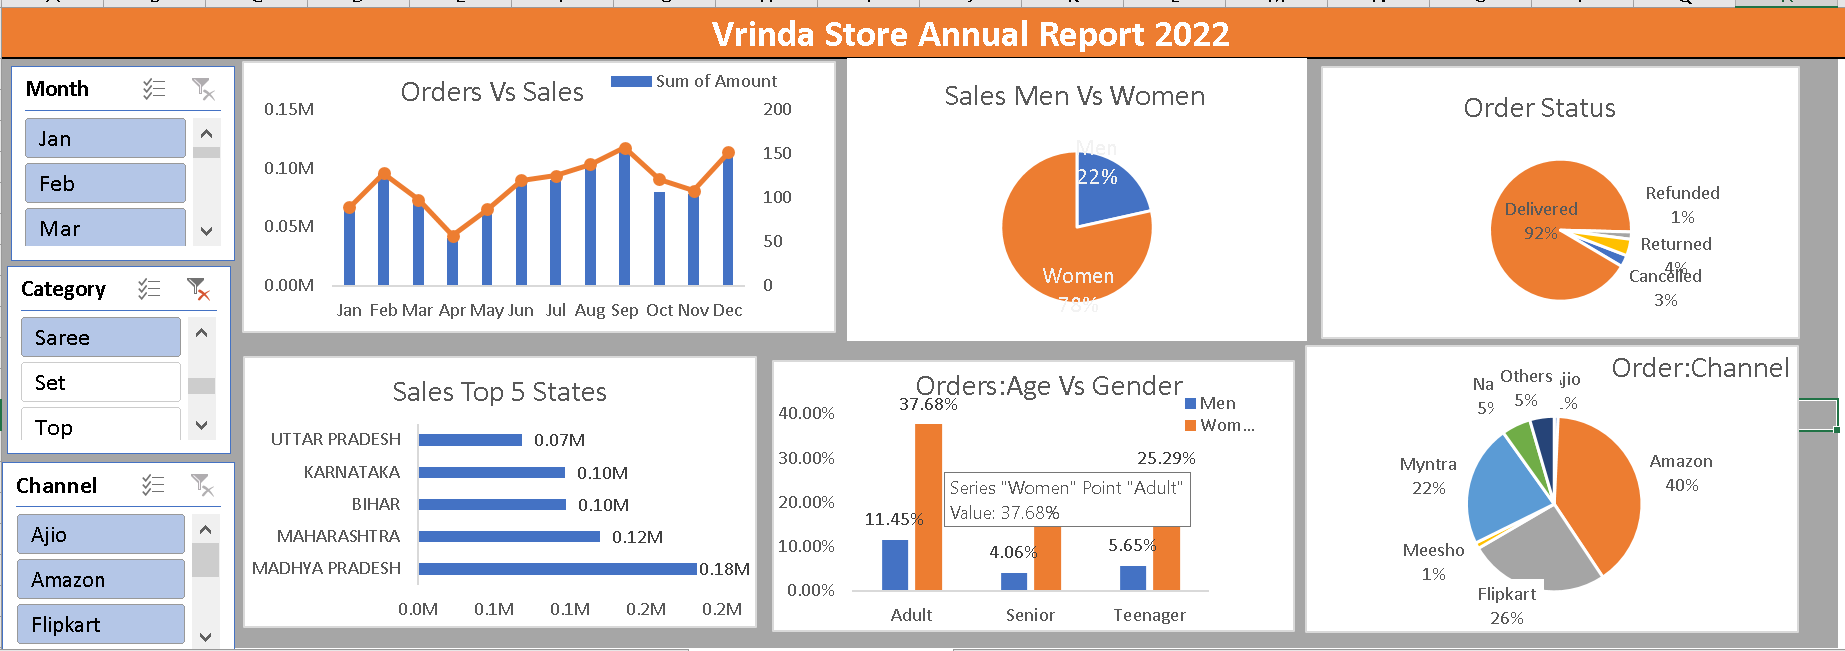 Vrinda Store Annual Report 2022
Month
Jan
Feb
Mar
Category
Saree
Set
Top
Channel
Ajio
Amazon
Flipkart
Orders Vs Sales
Sum of Amount
0.15M
0.10M
0.05M
0.00M
200
150
100
50
0
Jan Feb Mar Apr May Jun Jul Aug Sep Oct Nov Dec
Sales Men Vs Women
Men
22%
Women
78%
Order Status
Delivered
92%
Refunded
1%
Returned
4%
Cancelled
3%
Sales Top 5 States
UTTAR PRADESH 0.07M
KARNATAKA 0.10M
BIHAR 0.10M
MAHARASHTRA 0.12M
MADHYA PRADESH 0.18M
0.0M 0.1M 0.1M 0.2M 0.2M
Orders:Age Vs Gender
Men
Wom...
40.00%
30.00%
20.00%
10.00%
0.00%
37.68%
11.45%
4.06%
5.65%
25.29%
Series "Women" Point "Adult"
Value: 37.68%
Adult Senior Teenager
Order:Channel
Na
5%
Others
5%
jio
1%
Amazon
40%
Myntra
22%
Meesho
1%
Flipkart
26%